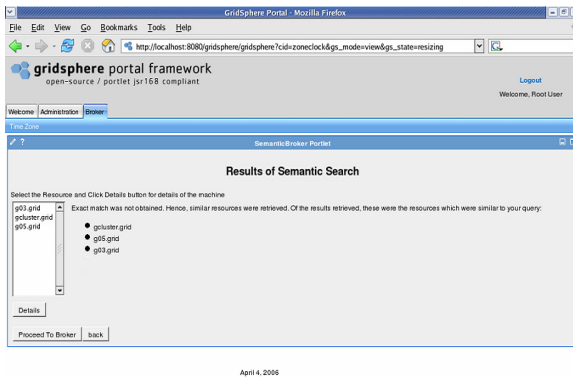 GridSphere Portal - Mozilla Firefox
File Edit View Go Bookmarks Tools Help
http://localhost:8080/gridsphere/gridsphere?cid=zoneclock&gs_mode=view&gs_state=resizing
G
gridsphere portal framework
open-source / portlet jsr168 compliant
Logout
Welcome, Root User
Welcome Administration Broker
Time Zone
? SemanticBroker Portlet
Results of Semantic Search
Select the Resource and Click Details button for details of the machine
g03.grid
gcluster.grid
g05.grid
Exact match was not obtained. Hence, similar resources were retrieved. Of the results retrieved, these were the resources which were similar to your query:
gcluster.grid
g05.grid
g03.grid
Details
Proceed To Broker back
April 4, 2006